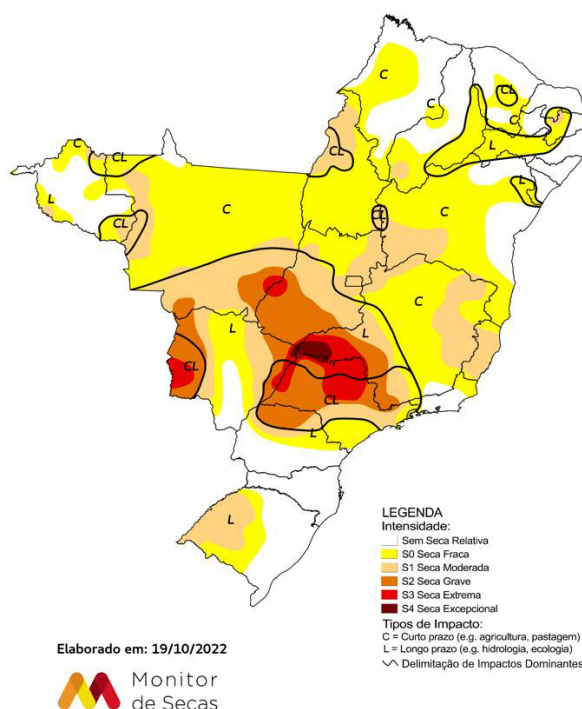 C
CL
C
C
L
C
CL
L
CL
L
CL
C
CL
C
L
CL
C
L
L
CL
CL
L
L
LEGENDA
Intensidade:
Sem Seca Relativa
S0 Seca Fraca
S1 Seca Moderada
S2 Seca Grave
S3 Seca Extrema
S4 Seca Excepcional
Tipos de Impacto:
C = Curto prazo (e.g. agricultura, pastagem)
L = Longo prazo (e.g. hidrologia, ecologia)
Delimitação de Impactos Dominantes
Elaborado em: 19/10/2022
Monitor
de Secas